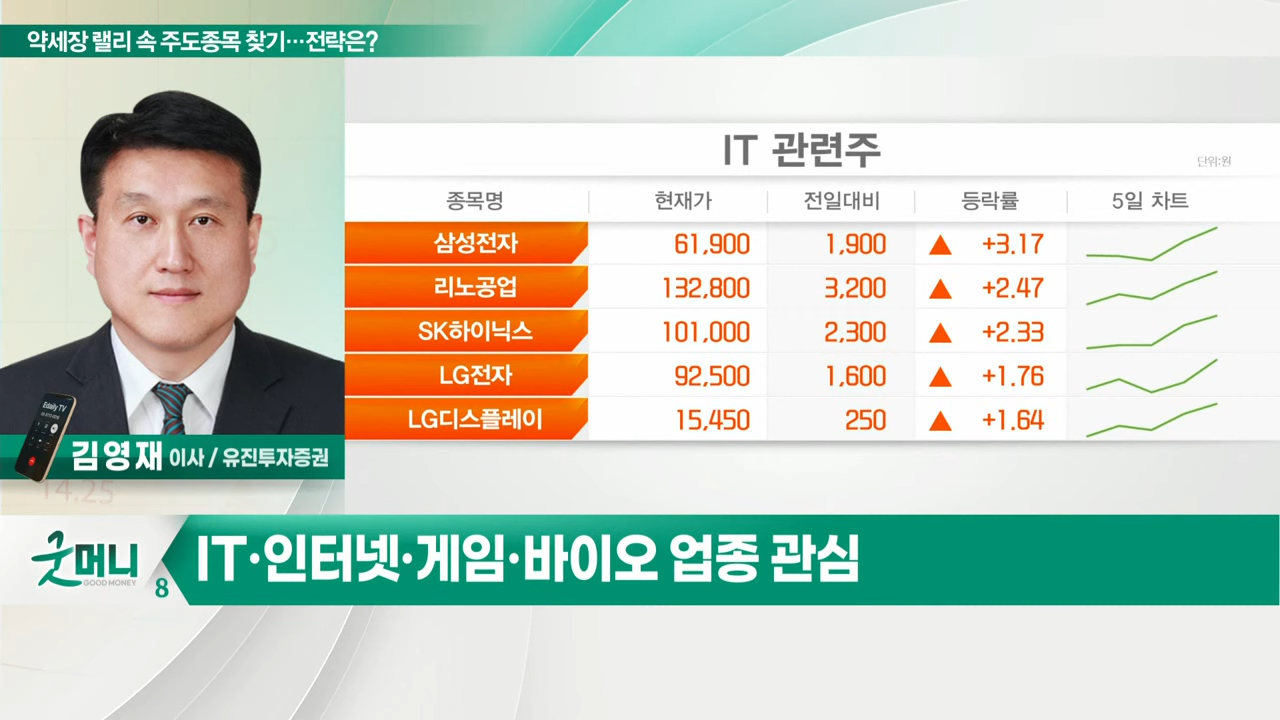 약세장 랠리 속 주도종목 찾기…전략은?
IT 관련주
단위:원
종목명 현재가 전일대비 등락률 5일 차트
삼성전자 61,900 1,900 ▲ +3.17
리노공업 132,800 3,200 ▲ +2.47
SK하이닉스 101,000 2,300 ▲ +2.33
LG전자 92,500 1,600 ▲ +1.76
LG디스플레이 15,450 250 ▲ +1.64
Edaily TV
김영재 이사 / 유진투자증권
14.25
굿머니
GOOD MONEY
8
IT·인터넷·게임·바이오 업종 관심